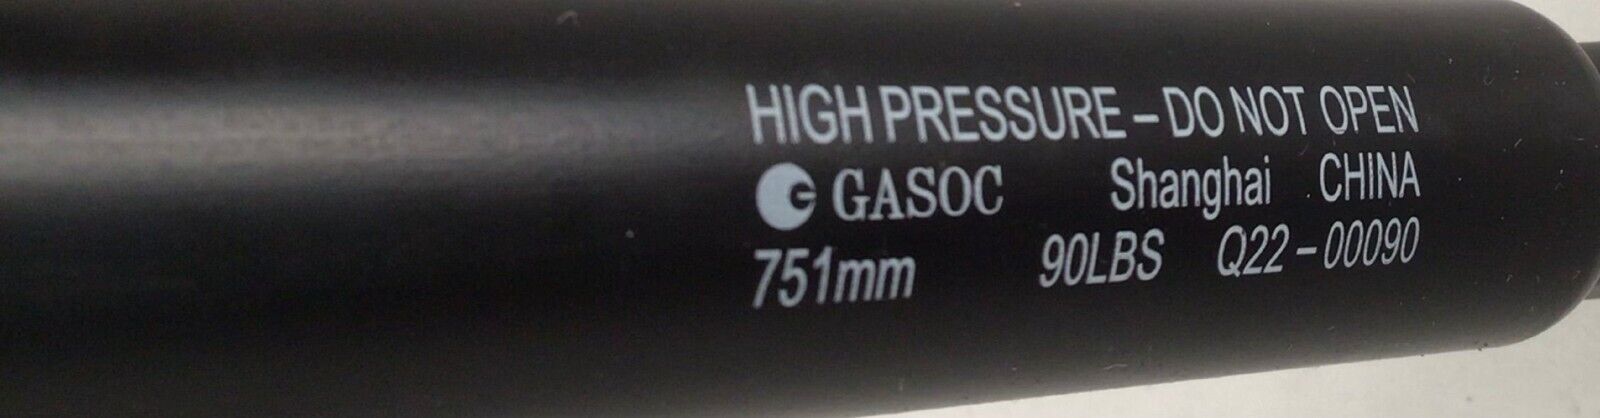 HIGH PRESSURE – DO NOT OPEN
GASOC Shanghai CHINA
751mm 90LBS Q22-00090